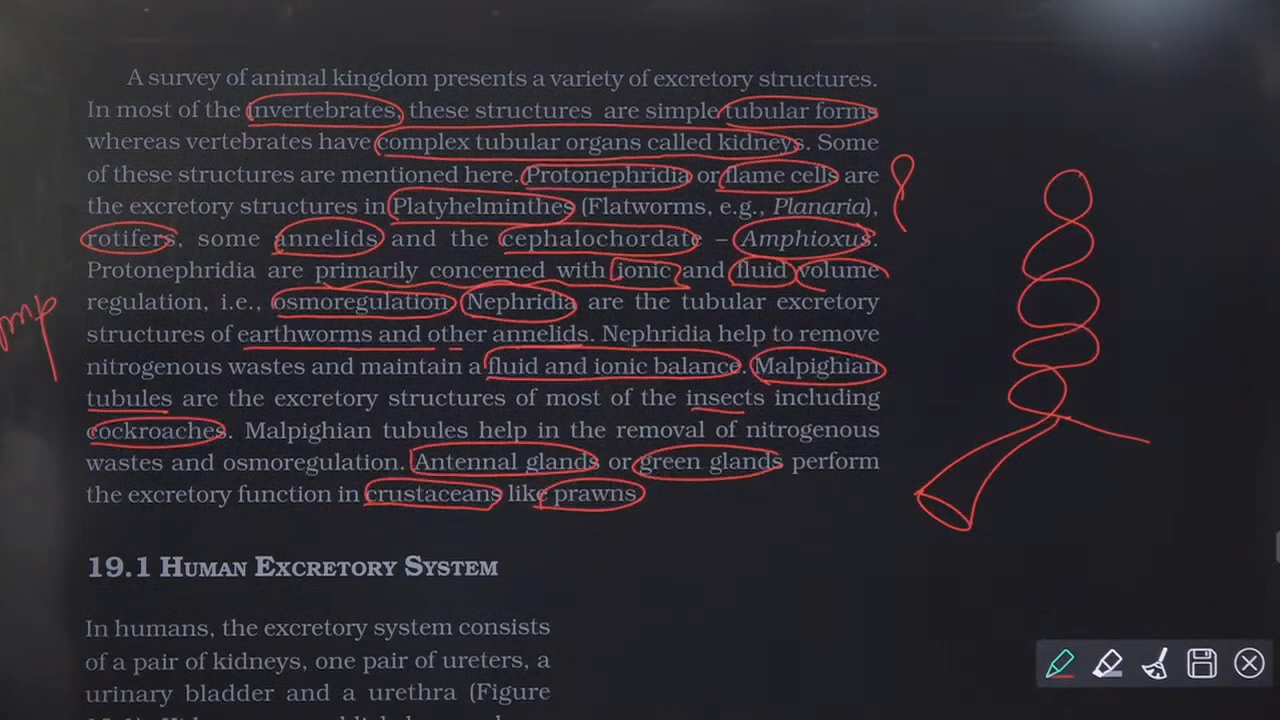 A survey of animal kingdom presents a variety of excretory structures.
In most of the invertebrates, these structures are simple tubular forms
whereas vertebrates have complex tubular organs called kidneys. Some
of these structures are mentioned here. Protonephridia or flame cells are
the excretory structures in Platyhelminthes (Flatworms, e.g., Planaria),
rotifers, some annelids and the cephalochordate – Amphioxus.
Protonephridia are primarily concerned with ionic and fluid volume
regulation, i.e., osmoregulation. Nephridia are the tubular excretory
imp
structures of earthworms and other annelids. Nephridia help to remove
nitrogenous wastes and maintain a fluid and ionic balance. Malpighian
tubules are the excretory structures of most of the insects including
cockroaches. Malpighian tubules help in the removal of nitrogenous
wastes and osmoregulation. Antennal glands or green glands perform
the excretory function in crustaceans like prawns.
19.1 HUMAN EXCRETORY SYSTEM
In humans, the excretory system consists
of a pair of kidneys, one pair of ureters, a
urinary bladder and a urethra (Figure